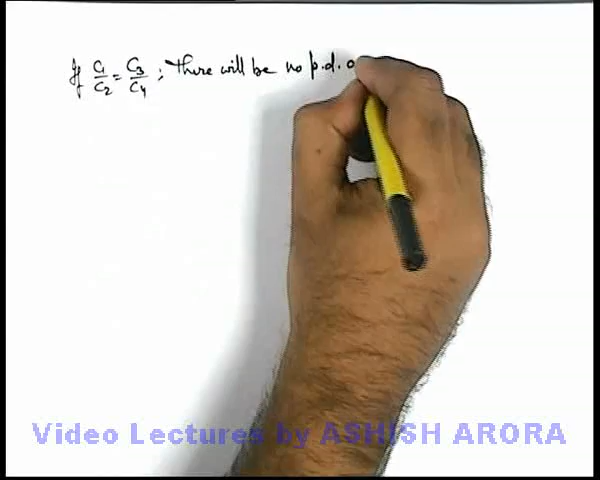 If C₁/C₂ = C₃/C₄ ; There will be no p.d.
Video Lectures by ASHISH ARORA